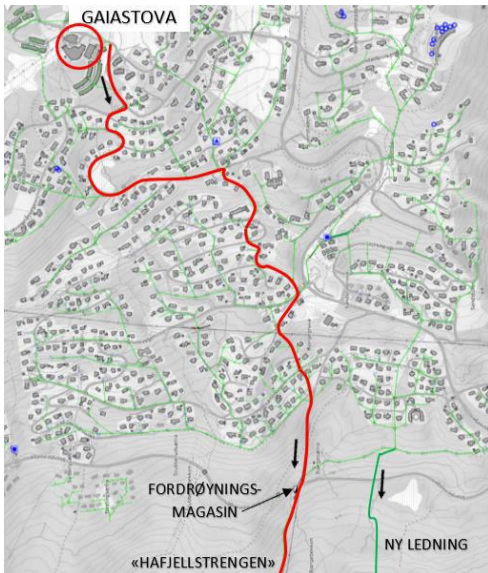 GAIASTOVA
FORDRØYNINGS-
MAGASIN
NY LEDNING
«HAFJELLSTRENGEN»